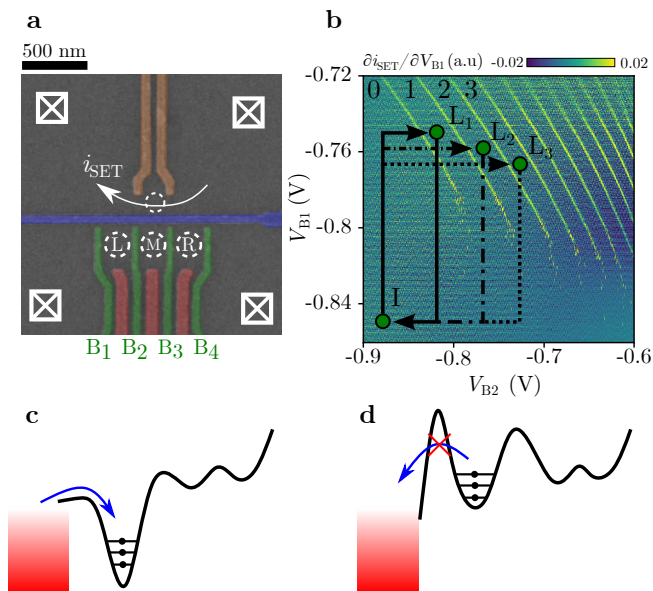 a
500 nm
i_SET
L M R
B₁ B₂ B₃ B₄
b
∂i_SET/∂V_B1 (a.u) -0.02 0.02
-0.72
0 1 2 3
L₁
L₂
L₃
-0.76
V_B1 (V)
-0.8
-0.84
I
-0.9 -0.8 -0.7 -0.6
V_B2 (V)
c
d